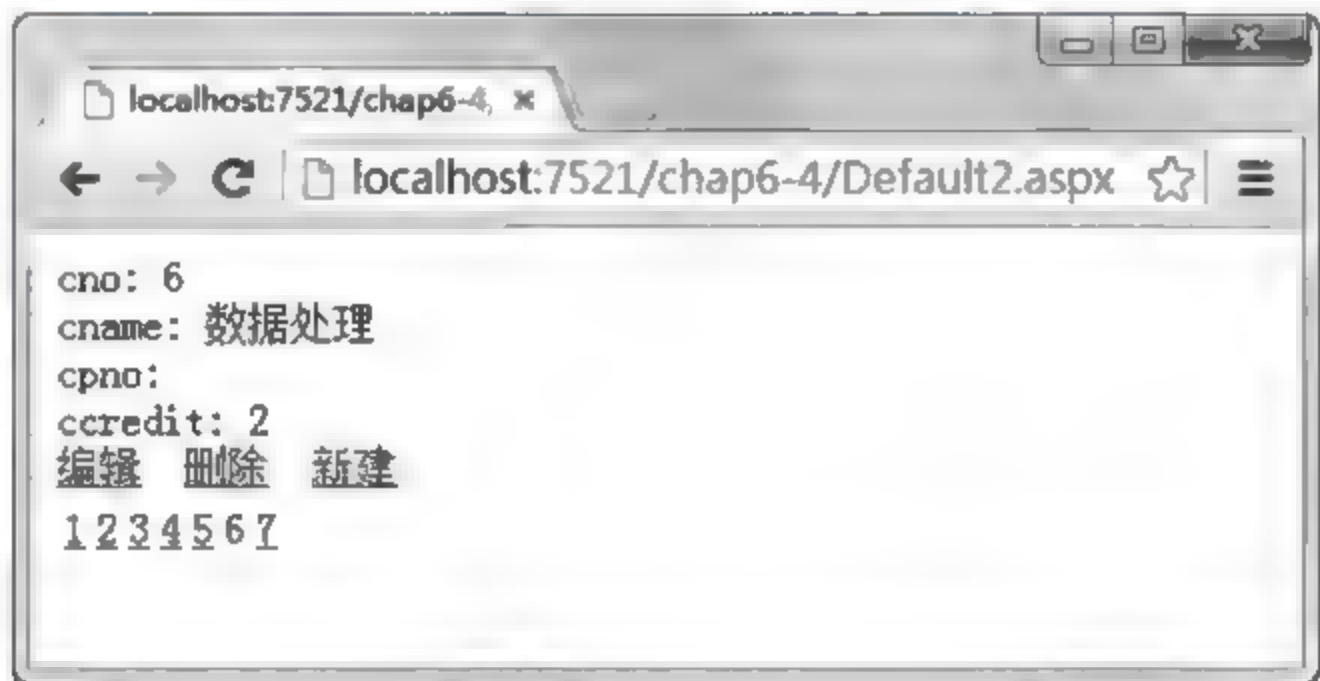 localhost:7521/chap6-4,
localhost:7521/chap6-4/Default2.aspx
cno: 6
cname: 数据处理
cpno:
ccredit: 2
编辑 删除 新建
1 2 3 4 5 6 7